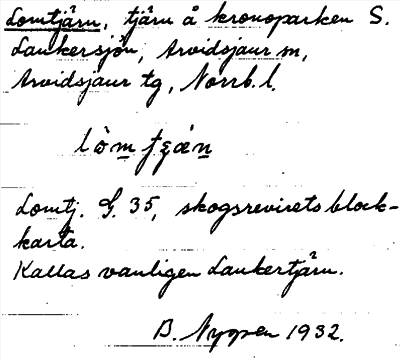 Lomtjärn, tjärn å kronoparken S.
Laukersjön, Arvidsjaur sn,
Arvidsjaur tg, Norrb. l.
Lomtj. G. 35, skogsrevirets block-
karta.
Kallas vanligen Laukertjärn.
B. Nygren 1932.